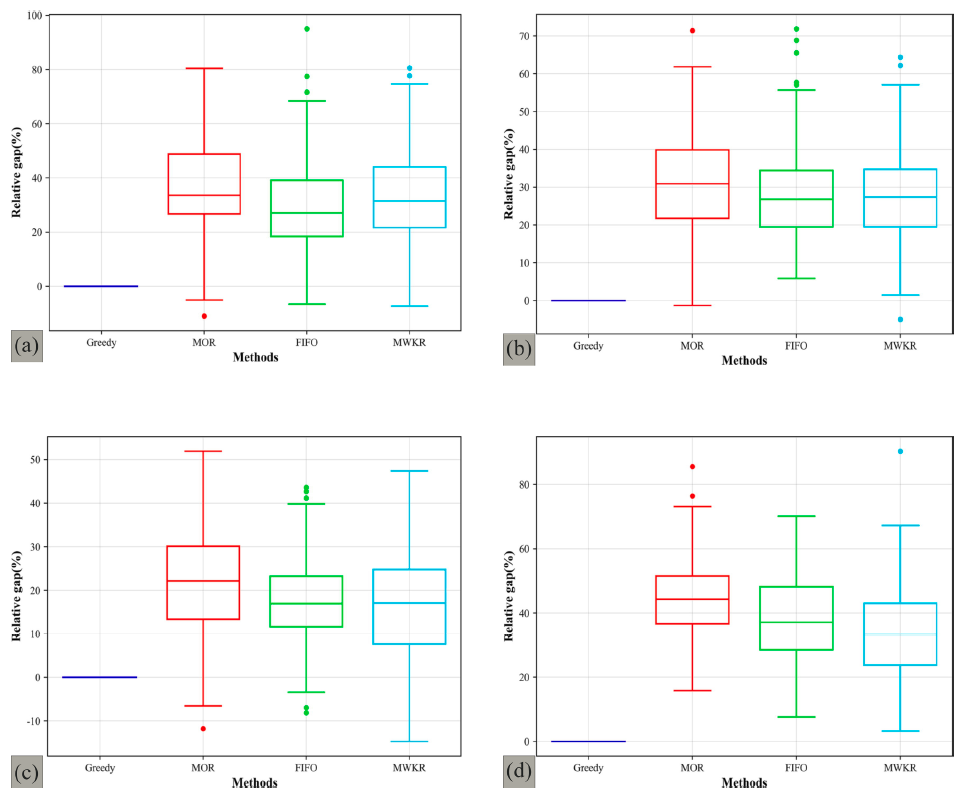 100
80
60
40
20
0
Relative gap(%)
Greedy MOR FIFO MWKR
Methods
(a)
70
60
50
40
30
20
10
0
Relative gap(%)
Greedy MOR FIFO MWKR
Methods
(b)
50
40
30
20
10
0
-10
Relative gap(%)
Greedy MOR FIFO MWKR
Methods
(c)
80
60
40
20
0
Relative gap(%)
Greedy MOR FIFO MWKR
Methods
(d)